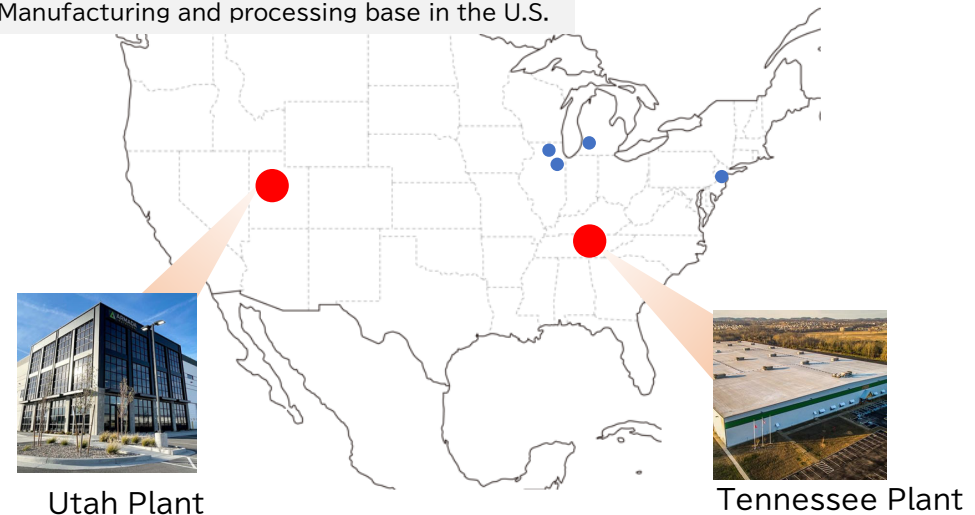 Manufacturing and processing base in the U.S.
Utah Plant
Tennessee Plant